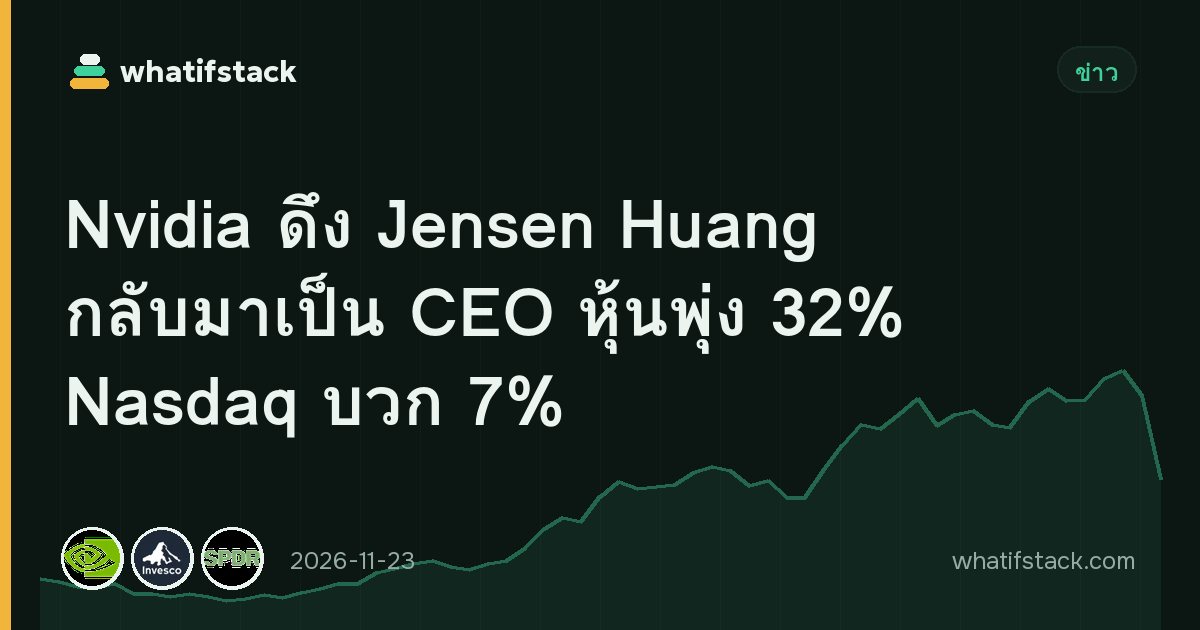 whatifstack
ข่าว
Nvidia ดึง Jensen Huang
กลับมาเป็น CEO หุ้นพุ่ง 32%
Nasdaq บวก 7%
Invesco
SPDR
2026-11-23
whatifstack.com